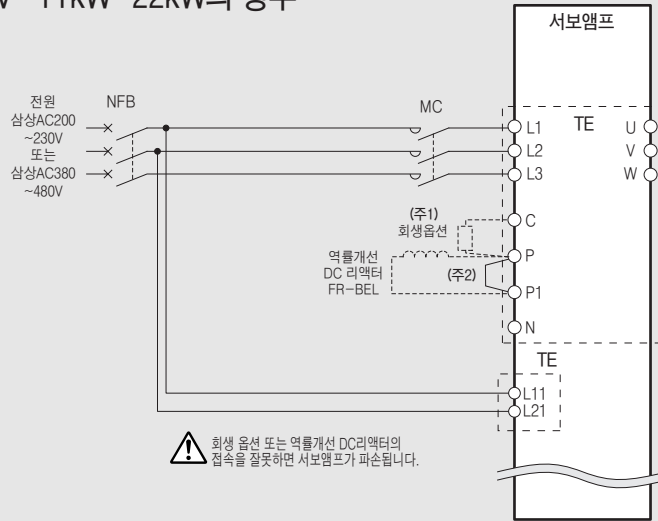 11kW~22kW의 경우
서보앰프
전원
삼상AC200
~230V
또는
삼상AC380
~480V
NFB
MC
L1
L2
L3
TE
U
V
W
(주1)
회생옵션
C
P
P1
N
역률개선
DC 리액터
FR-BEL
(주2)
TE
L11
L21
회생 옵션 또는 역률개선 DC리액터의
접속을 잘못하면 서보앰프가 파손됩니다.